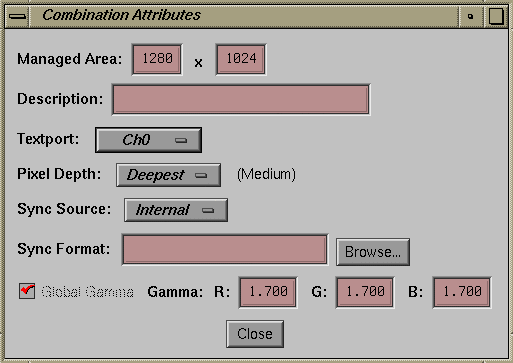 Combination Attributes
Managed Area: 1280 x 1024
Description:
Textport: Ch0
Pixel Depth: Deepest (Medium)
Sync Source: Internal
Sync Format: Browse...
Global Gamma Gamma: R: 1.700 G: 1.700 B: 1.700
Close